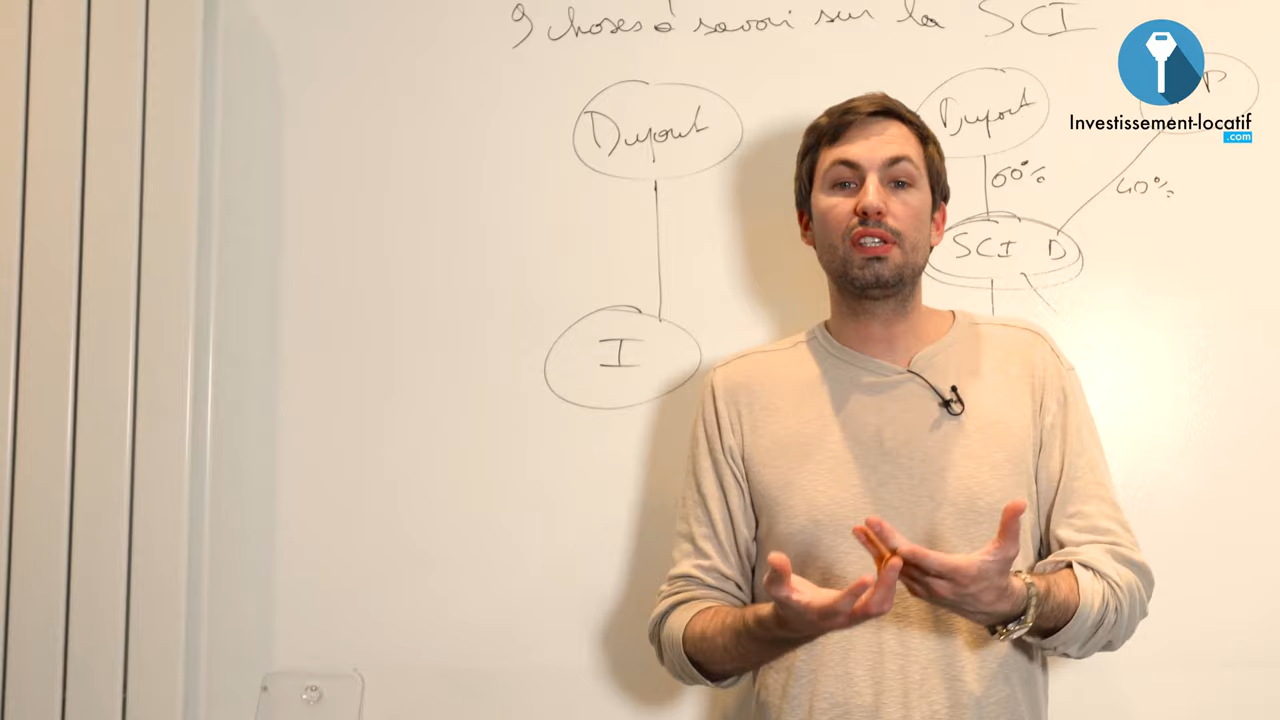 9 choses à savoir sur la SCI
Dupont
Dupont
P
Investissement-locatif
.com
60%
40%
SCI D
I